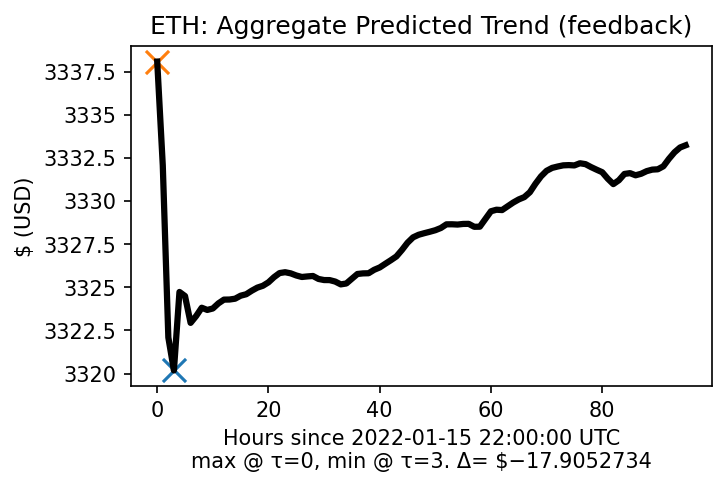 ETH: Aggregate Predicted Trend (feedback)
$ (USD)
3337.5
3335
3332.5
3330
3327.5
3325
3322.5
3320
0 20 40 60 80
Hours since 2022-01-15 22:00:00 UTC
max @ τ=0, min @ τ=3. Δ= $−17.9052734